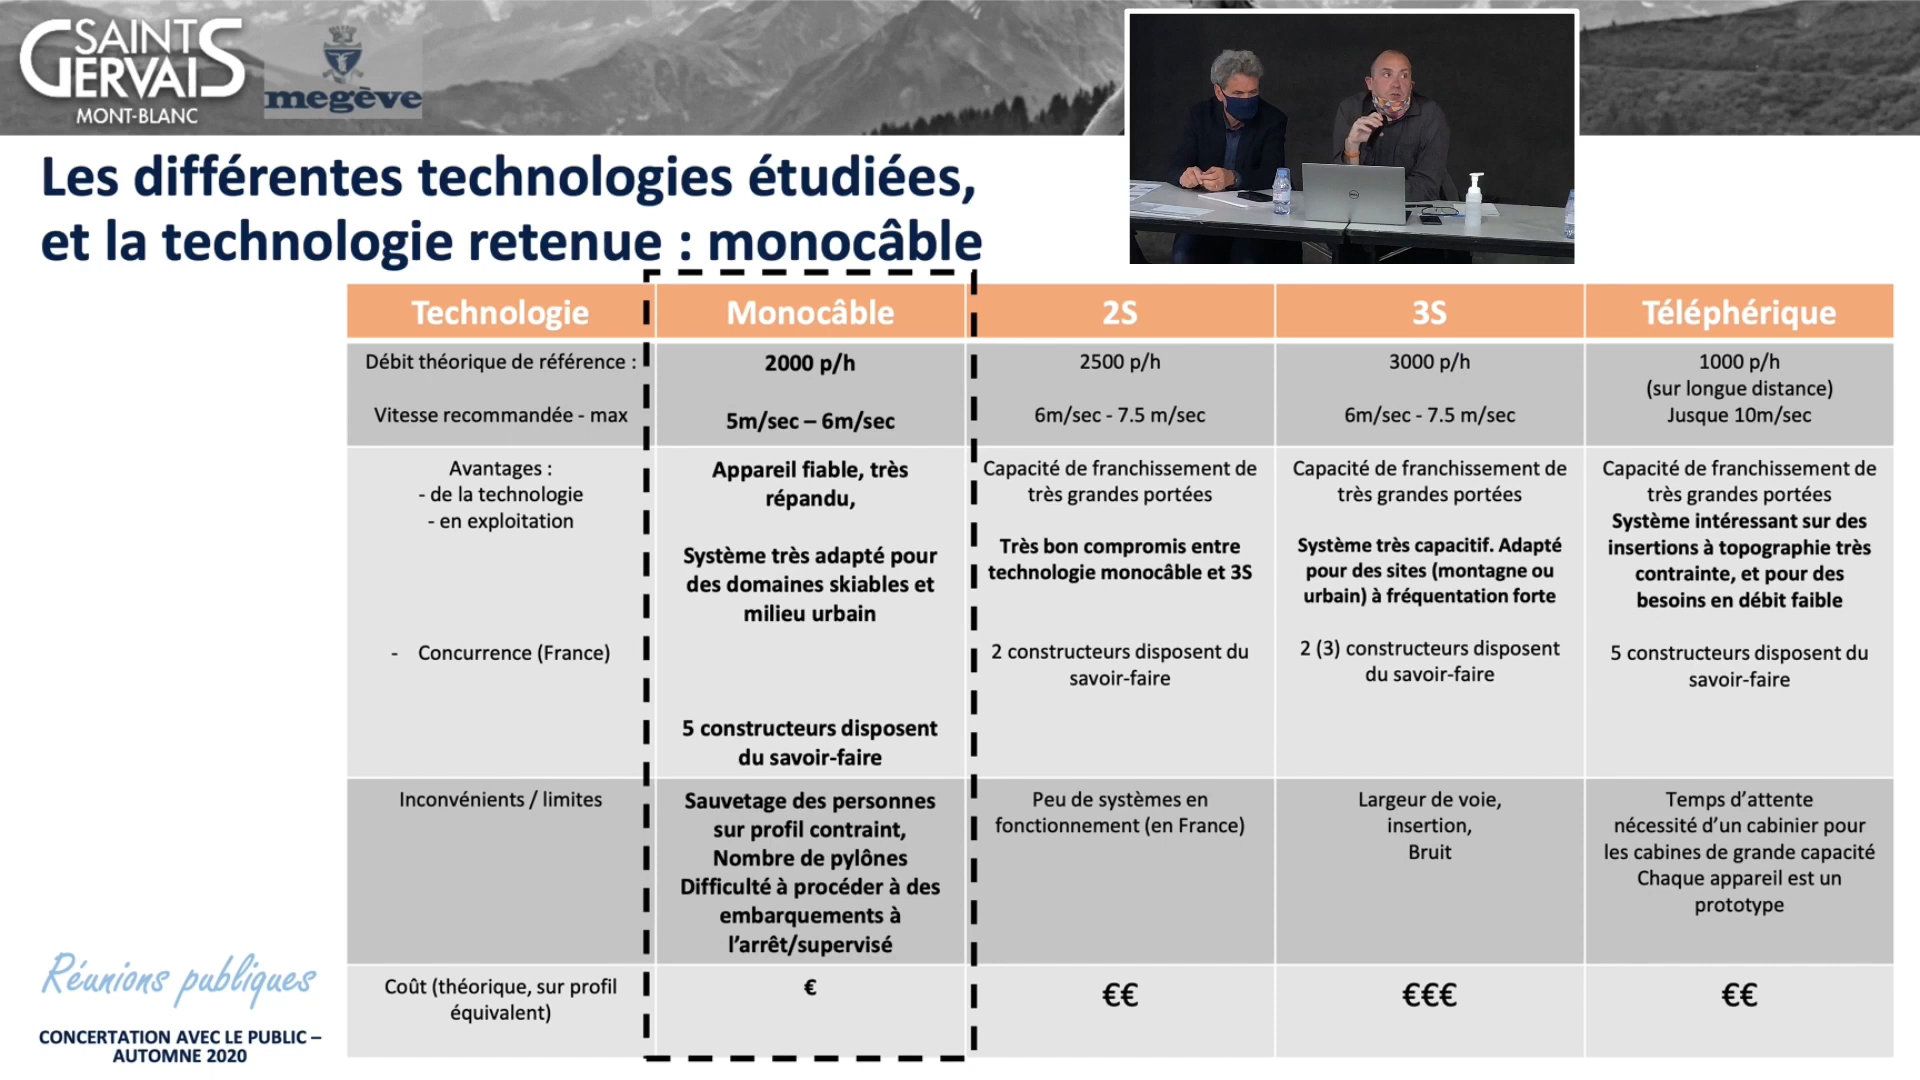 SAINT
GERVAIS
MONT-BLANC
megève
Les différentes technologies étudiées,
et la technologie retenue : monocâble
Technologie
Monocâble
2S
3S
Téléphérique
Débit théorique de référence :
Vitesse recommandée - max
2000 p/h
5m/sec – 6m/sec
2500 p/h
6m/sec - 7.5 m/sec
3000 p/h
6m/sec - 7.5 m/sec
1000 p/h
(sur longue distance)
Jusque 10m/sec
Avantages :
- de la technologie
- en exploitation
- Concurrence (France)
Appareil fiable, très
répandu,
Système très adapté pour
des domaines skiables et
milieu urbain
5 constructeurs disposent
du savoir-faire
Capacité de franchissement de
très grandes portées
Très bon compromis entre
technologie monocâble et 3S
2 constructeurs disposent du
savoir-faire
Capacité de franchissement de
très grandes portées
Système très capacitif. Adapté
pour des sites (montagne ou
urbain) à fréquentation forte
2 (3) constructeurs disposent
du savoir-faire
Capacité de franchissement de
très grandes portées
Système intéressant sur des
insertions à topographie très
contrainte, et pour des
besoins en débit faible
5 constructeurs disposent du
savoir-faire
Inconvénients / limites
Sauvetage des personnes
sur profil contraint,
Nombre de pylônes
Difficulté à procéder à des
embarquements à
l’arrêt/supervisé
Peu de systèmes en
fonctionnement (en France)
Largeur de voie,
insertion,
Bruit
Temps d’attente
nécessité d’un cabinier pour
les cabines de grande capacité
Chaque appareil est un
prototype
Coût (théorique, sur profil
équivalent)
€
€€
€€€
€€
Réunions publiques
CONCERTATION AVEC LE PUBLIC –
AUTOMNE 2020